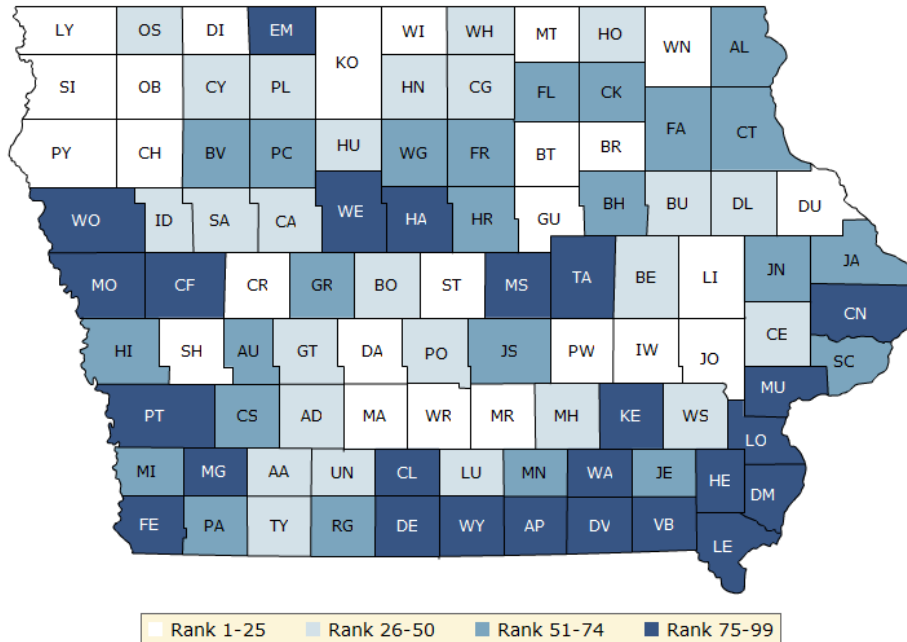 LY OS DI EM KO WI WH MT HO WN AL
SI OB CY PL HN CG FL CK FA CT
PY CH BV PC HU WG FR BT BR
WO ID SA CA WE HA HR GU BH BU DL DU
MO CF CR GR BO ST MS TA BE LI JN JA
CN
HI SH AU GT DA PO JS PW IW JO CE SC
PT CS AD MA WR MR MH KE WS MU
LO
MI MG AA UN CL LU MN WA JE HE DM
FE PA TY RG DE WY AP DV VB LE
Rank 1-25 Rank 26-50 Rank 51-74 Rank 75-99